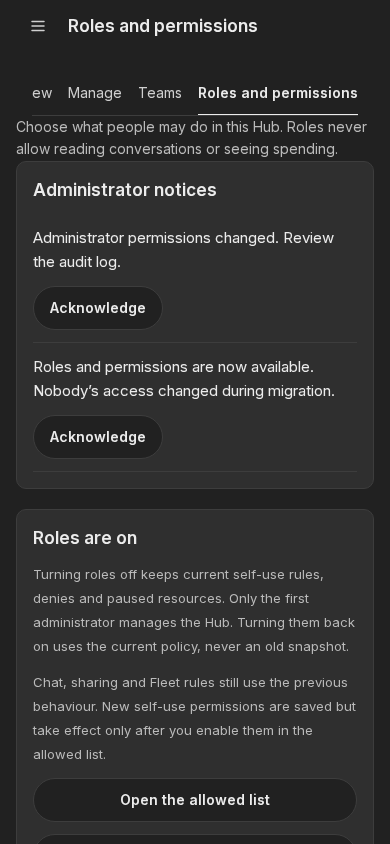 Roles and permissions
ew Manage Teams Roles and permissions
Choose what people may do in this Hub. Roles never
allow reading conversations or seeing spending.
Administrator notices
Administrator permissions changed. Review
the audit log.
Acknowledge
Roles and permissions are now available.
Nobody’s access changed during migration.
Acknowledge
Roles are on
Turning roles off keeps current self-use rules,
denies and paused resources. Only the first
administrator manages the Hub. Turning them back
on uses the current policy, never an old snapshot.
Chat, sharing and Fleet rules still use the previous
behaviour. New self-use permissions are saved but
take effect only after you enable them in the
allowed list.
Open the allowed list